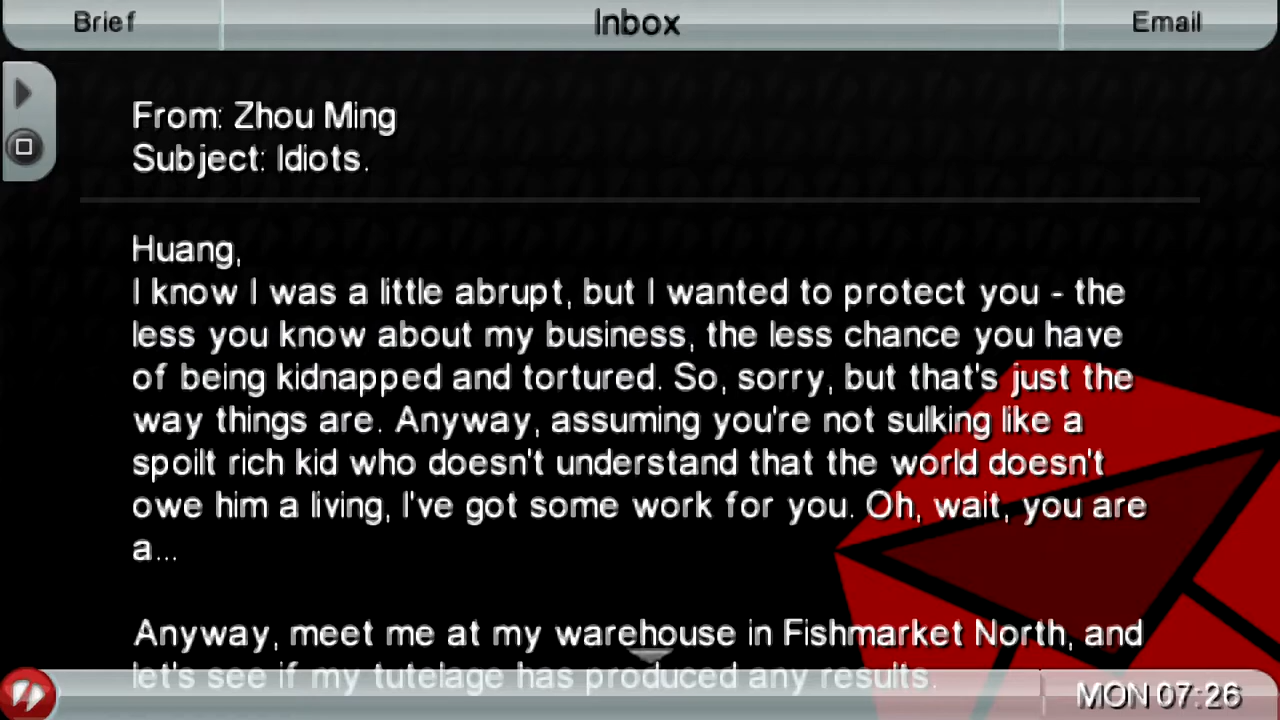 Brief
Inbox
Email
From: Zhou Ming
Subject: Idiots.
Huang,
I know I was a little abrupt, but I wanted to protect you - the
less you know about my business, the less chance you have
of being kidnapped and tortured. So, sorry, but that's just the
way things are. Anyway, assuming you're not sulking like a
spoilt rich kid who doesn't understand that the world doesn't
owe him a living, I've got some work for you. Oh, wait, you are
a...
Anyway, meet me at my warehouse in Fishmarket North, and
let's see if my tutelage has produced any results.
MON 07:26